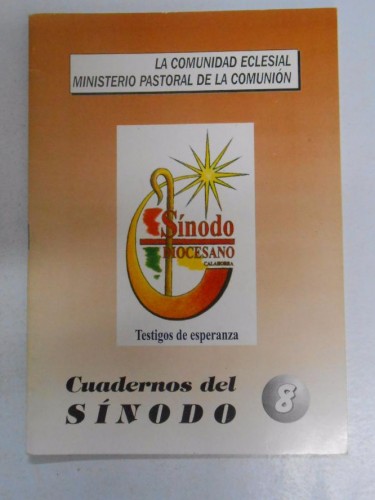 LA COMUNIDAD ECLESIAL
MINISTERIO PASTORAL DE LA COMUNIÓN
Sínodo
DIOCESANO
CALAHORRA
Testigos de esperanza
Cuadernos del
SÍNODO
8